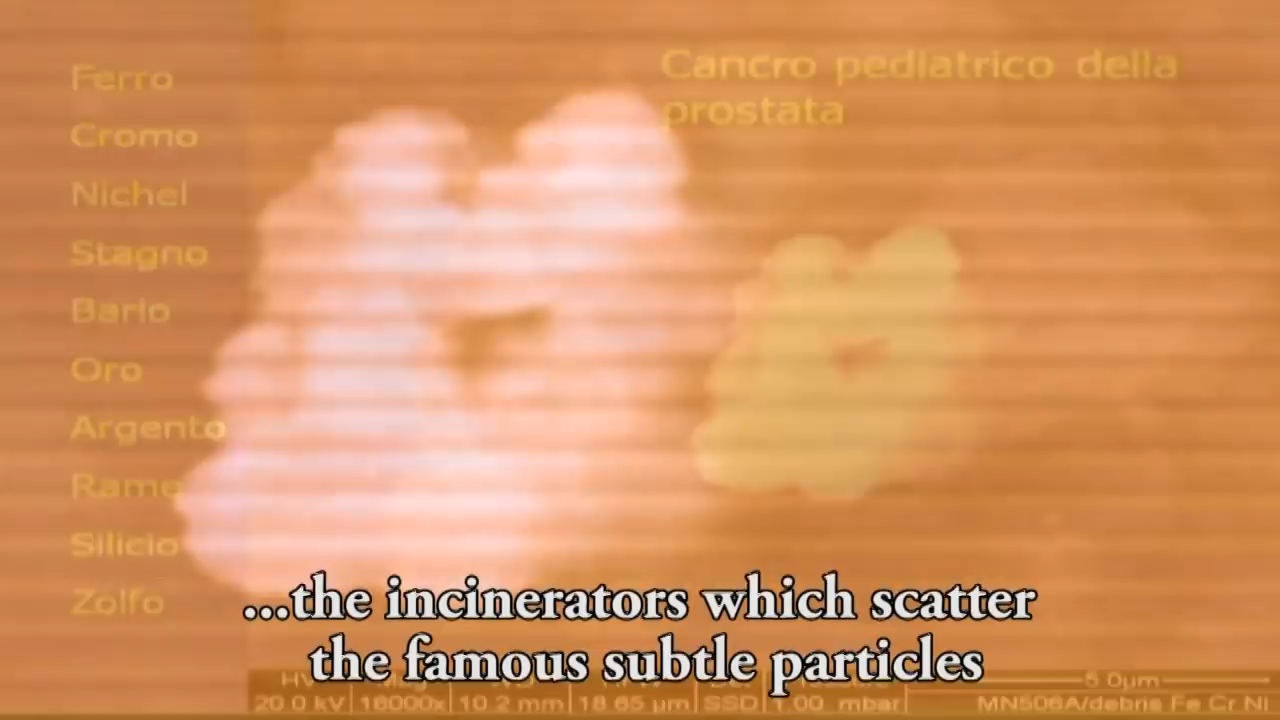 Ferro
Cancro pediatrico della
prostata
Cromo
Nichel
Stagno
Bario
Oro
Argento
Rame
Silicio
Zolfo
...the incinerators which scatter
the famous subtle particles
HV
5.0µm
20.0 kV 16000x 10.2 mm 18.65 µm SSD 1.00 mbar MN506A/debris Fe Cr NI